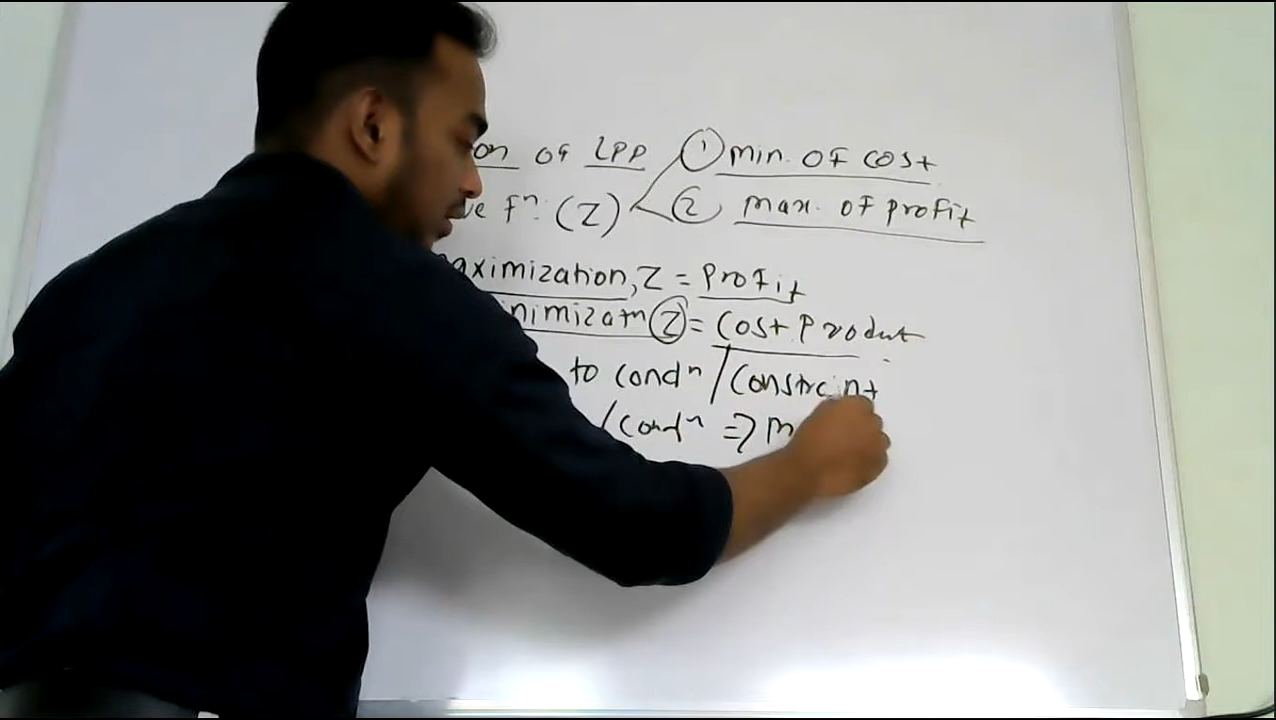 on of LPP ① min. of cost
ve fⁿ. (Z) ② max. of profit
aximization, Z = Profit
nimizatⁿ Z = Cost Product
to condⁿ / Constraint
/ condⁿ => m